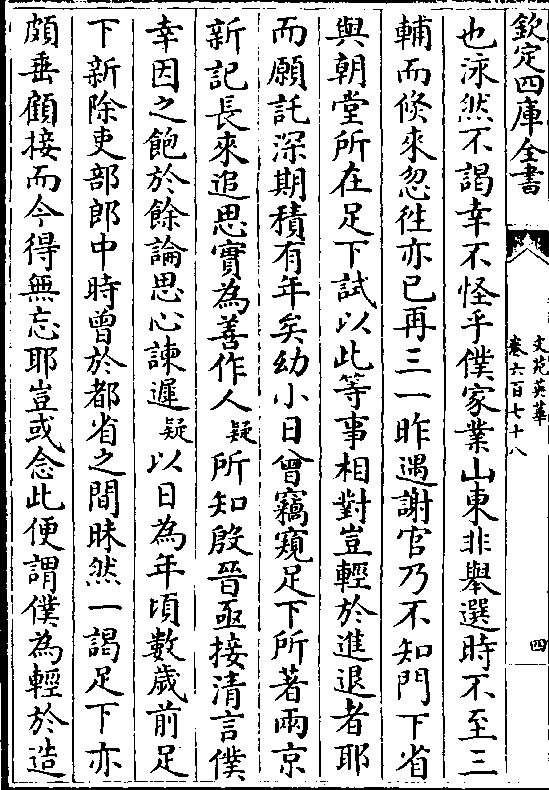 欽定四庫全書
文苑英華
卷六百七十八
四
也泳然不謁幸不怪乎僕家業山東非舉選時不至三
輔而倐來忽徃亦已再三一昨遇謝官乃不知門下省
與朝堂所在足下試以此等事相對豈輕於進退者耶
而願託深期積有年矣幼小日曾竊窺足下所著兩京
新記長來追思實為善作人疑所知殷晉亟接清言僕
幸因之飽於餘論思心諫遲疑以日為年頃數歲前足
下新除吏部郎中時曾於都省之間昧然一謁足下亦
頗垂顧接而今得無忘耶豈或念此便謂僕為輕於造